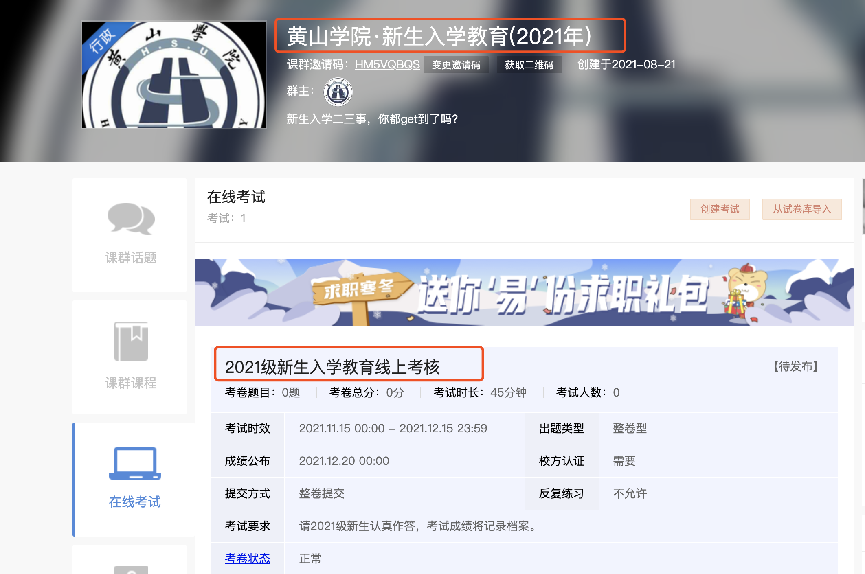 行政
黄山学院
H.S.U
黄山学院·新生入学教育(2021年)
课群邀请码: HM5VQBQS 变更邀请码 获取二维码 创建于2021-08-21
群主:
新生入学二三事，你都get到了吗?
课群话题
课群课程
在线考试
在线考试
考试: 1
创建考试 从试卷库导入
求职寒冬 送你'易'份求职礼包
2021级新生入学教育线上考核 【待发布】
考卷题目: 0题 考卷总分: 0分 考试时长: 45分钟 考试人数: 0
考试时效 2021.11.15 00:00 - 2021.12.15 23:59 出题类型 整卷型
成绩公布 2021.12.20 00:00 校方认证 需要
提交方式 整卷提交 反复练习 不允许
考试要求 请2021级新生认真作答，考试成绩将记录档案。
考卷状态 正常